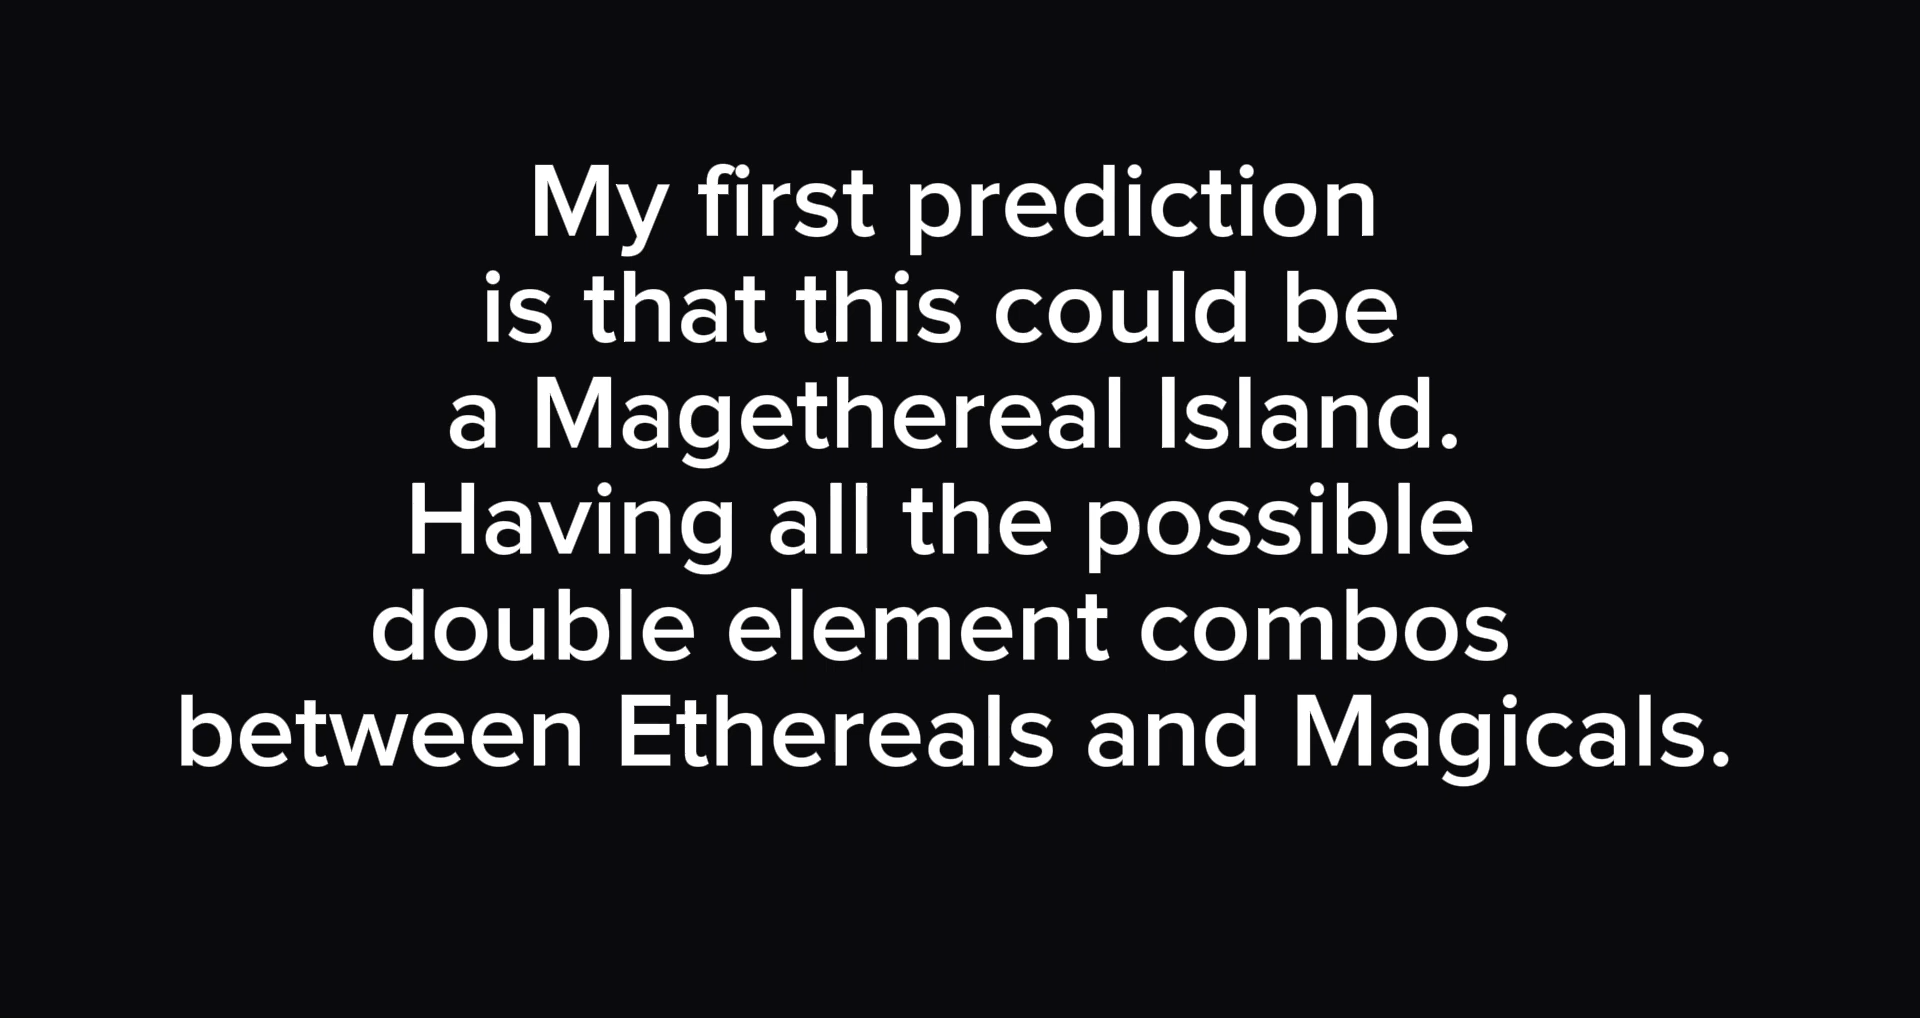 My first prediction
is that this could be
a Magethereal Island.
Having all the possible
double element combos
between Ethereals and Magicals.